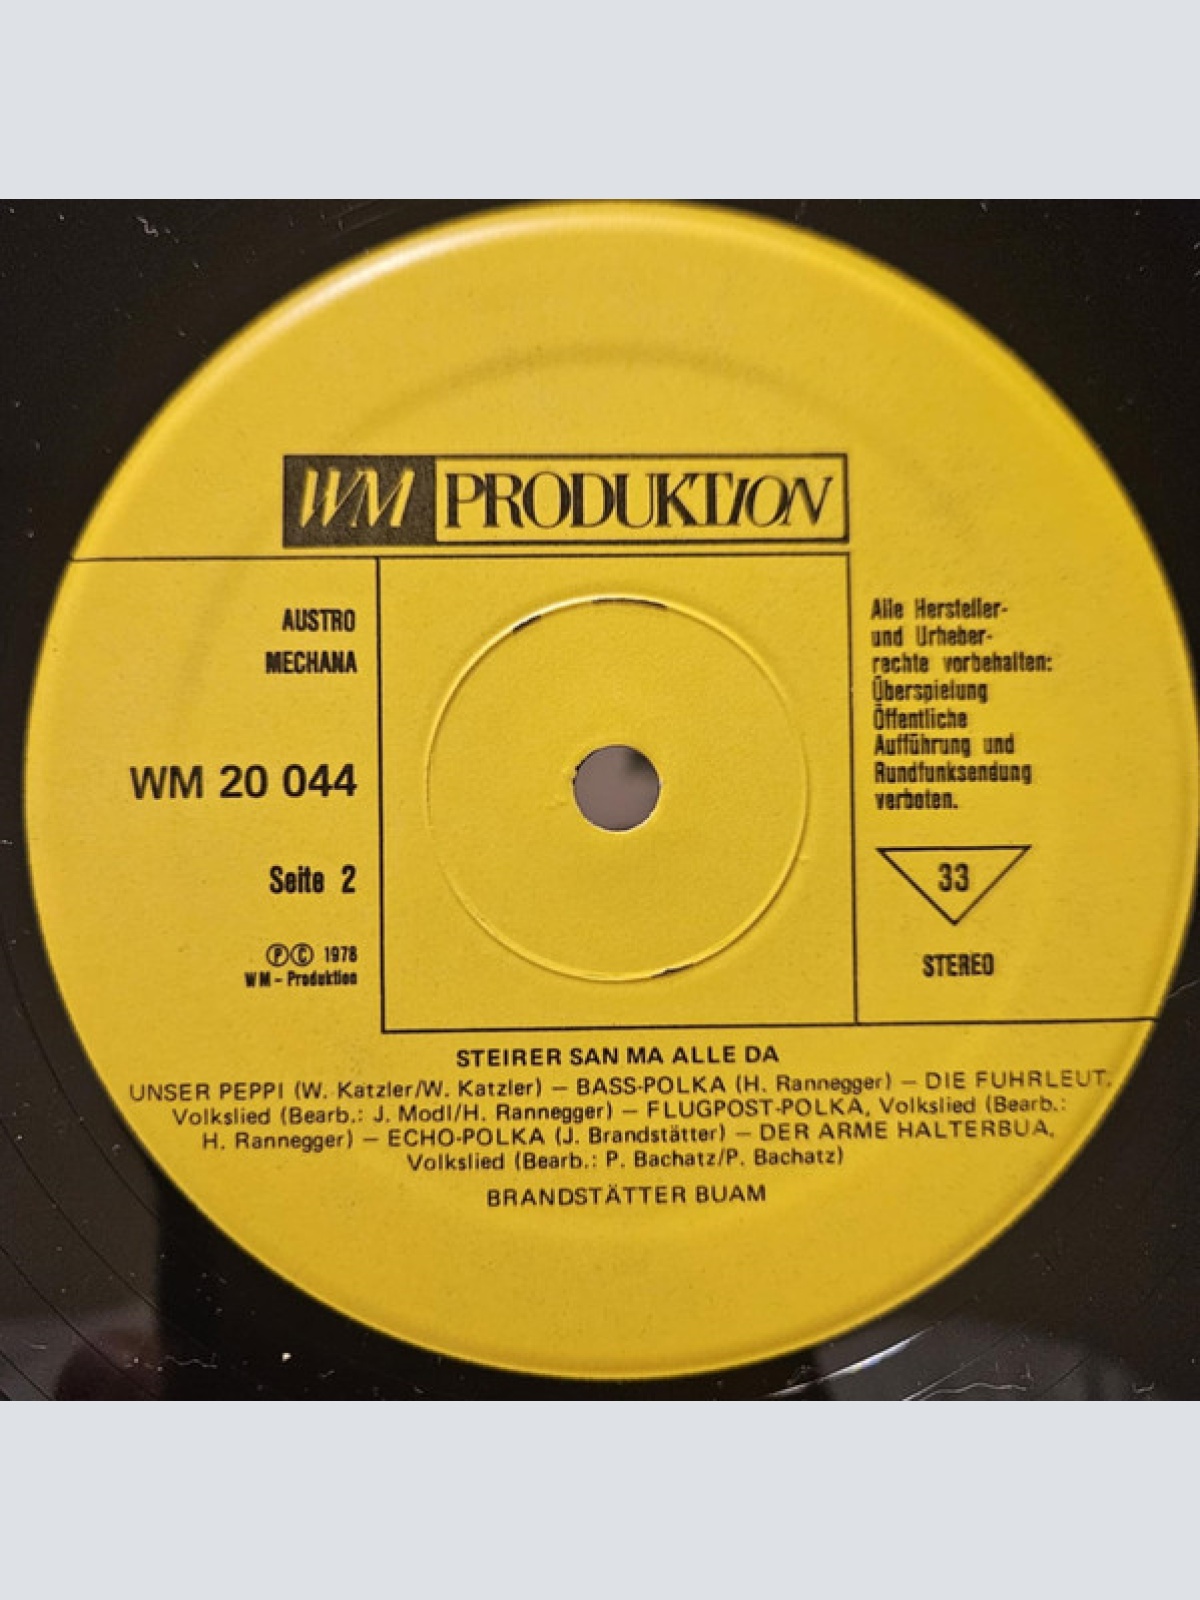 WM PRODUKTION
AUSTRO
MECHANA
WM 20 044
Seite 2
Ⓟ© 1978
WM - Produktion
Alle Hersteller-
und Urheber-
rechte vorbehalten:
Überspielung
Öffentliche
Aufführung und
Rundfunksendung
verboten.
33
STEREO
STEIRER SAN MA ALLE DA
UNSER PEPPI (W. Katzler/W. Katzler) – BASS-POLKA (H. Rannegger) – DIE FUHRLEUT,
Volkslied (Bearb.: J. Modl/H. Rannegger) – FLUGPOST-POLKA, Volkslied (Bearb.:
H. Rannegger) – ECHO-POLKA (J. Brandstätter) – DER ARME HALTERBUA,
Volkslied (Bearb.: P. Bachatz/P. Bachatz)
BRANDSTÄTTER BUAM